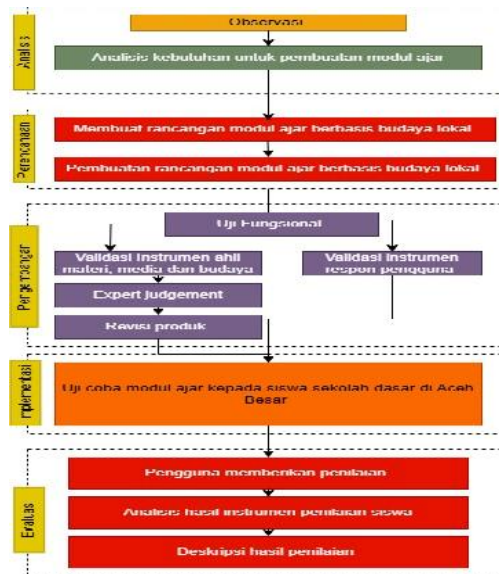 Analisis
Observasi
Analisis kebutuhan untuk pembuatan modul ajar
Perencanaan
Membuat rancangan modul ajar berbasis budaya lokal
Pembuatan rancangan modul ajar berbasis budaya lokal
Pengembangan
Uji Fungsional
Validasi Instrumen ahli
materi, media dan budaya
Validasi Instrumen
respon pengguna
Expert judgement
Revisi produk
Implementasi
Uji coba modul ajar kepada siswa sekolah dasar di Aceh
Besar
Evaluas
Pengguna memberikan penilaian
Analisis hasil instrumen penilaian siswa
Deskripsi hasil penilaian